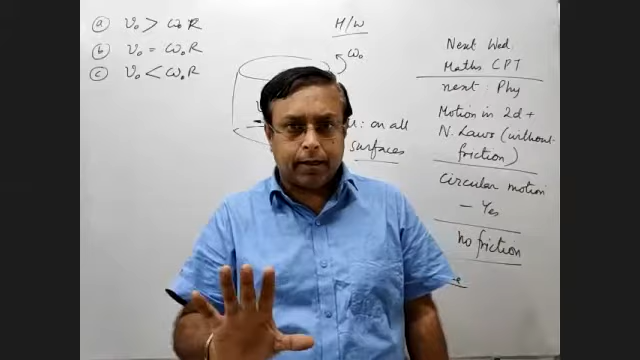 (a) v₀ > ω₀R
(b) v₀ = ω₀R
(c) v₀ < ω₀R
H/W
ω₀
: on all
surfaces
Next Wed.
Maths CPT
next : Phy
Motion in 2d +
N. Laws (without
friction)
Circular motion
– Yes
No friction